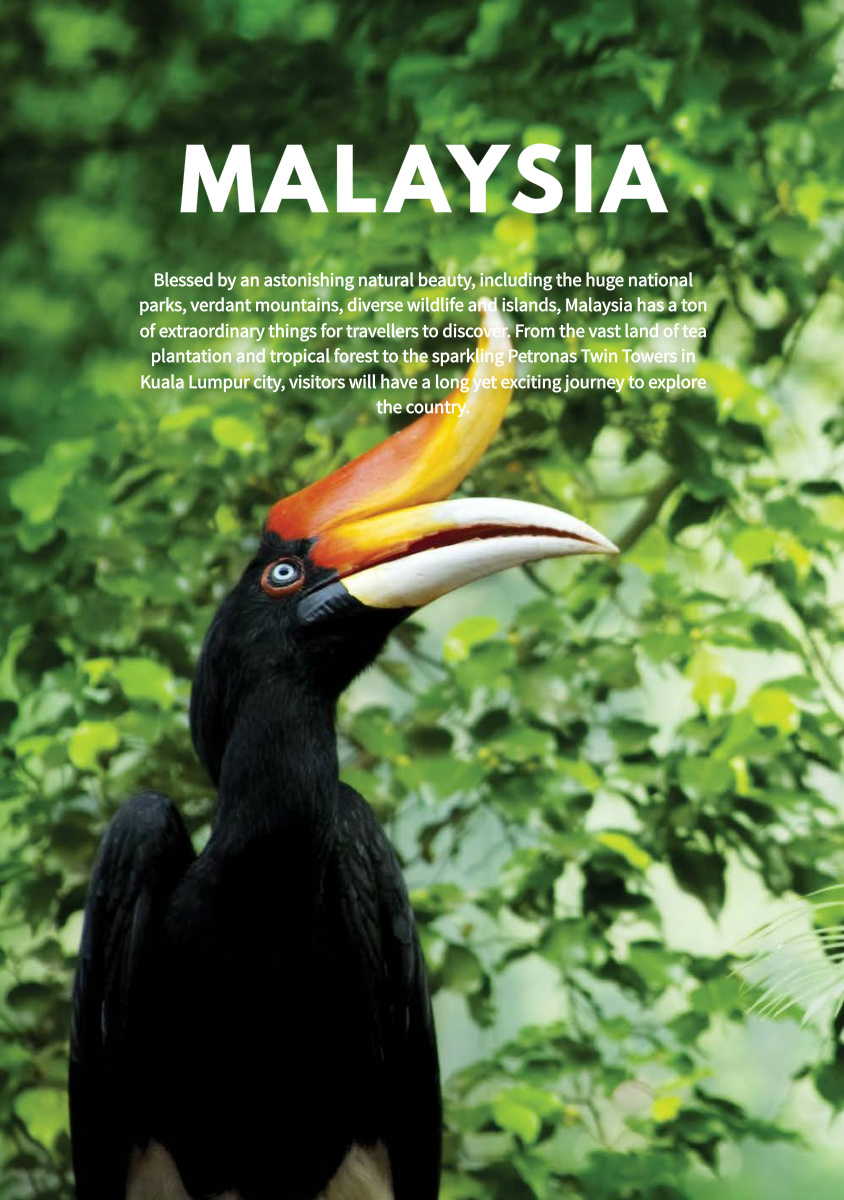 MALAYSIA
Blessed by an astonishing natural beauty, including the huge national
parks, verdant mountains, diverse wildlife and islands, Malaysia has a ton
of extraordinary things for travellers to discover. From the vast land of tea
plantation and tropical forest to the sparkling Petronas Twin Towers in
Kuala Lumpur city, visitors will have a long yet exciting journey to explore
the country.